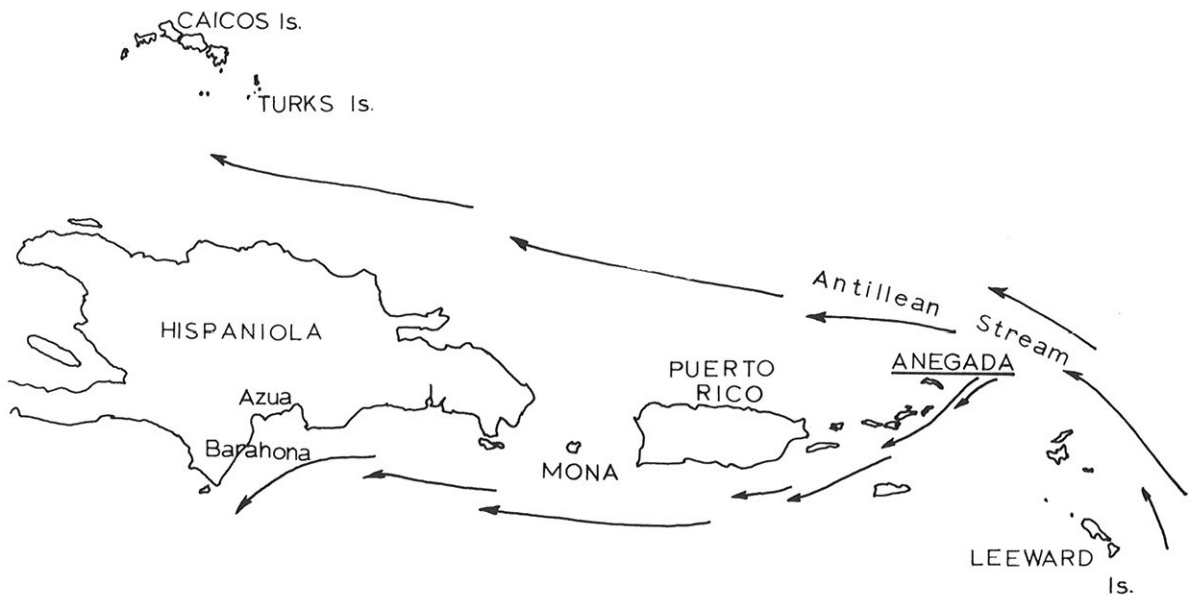 CAICOS Is.
TURKS Is.
Antillean
Stream
HISPANIOLA
ANEGADA
PUERTO
RICO
Azua
Barahona
MONA
LEEWARD
Is.